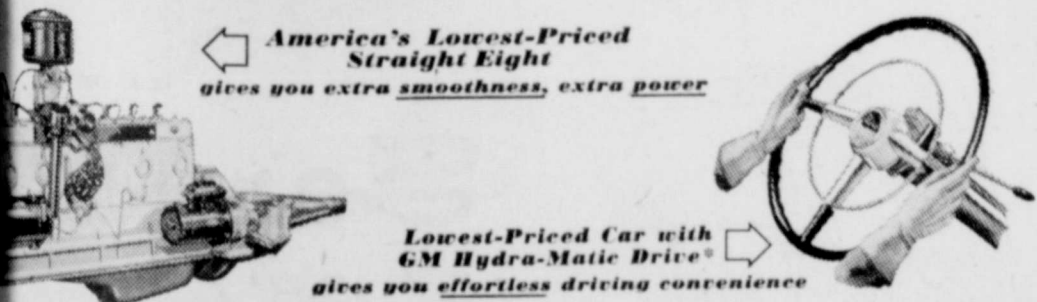 America's Lowest-Priced
Straight Eight
gives you extra smoothness, extra power
Lowest-Priced Car with
GM Hydra-Matic Drive*
gives you effortless driving convenience